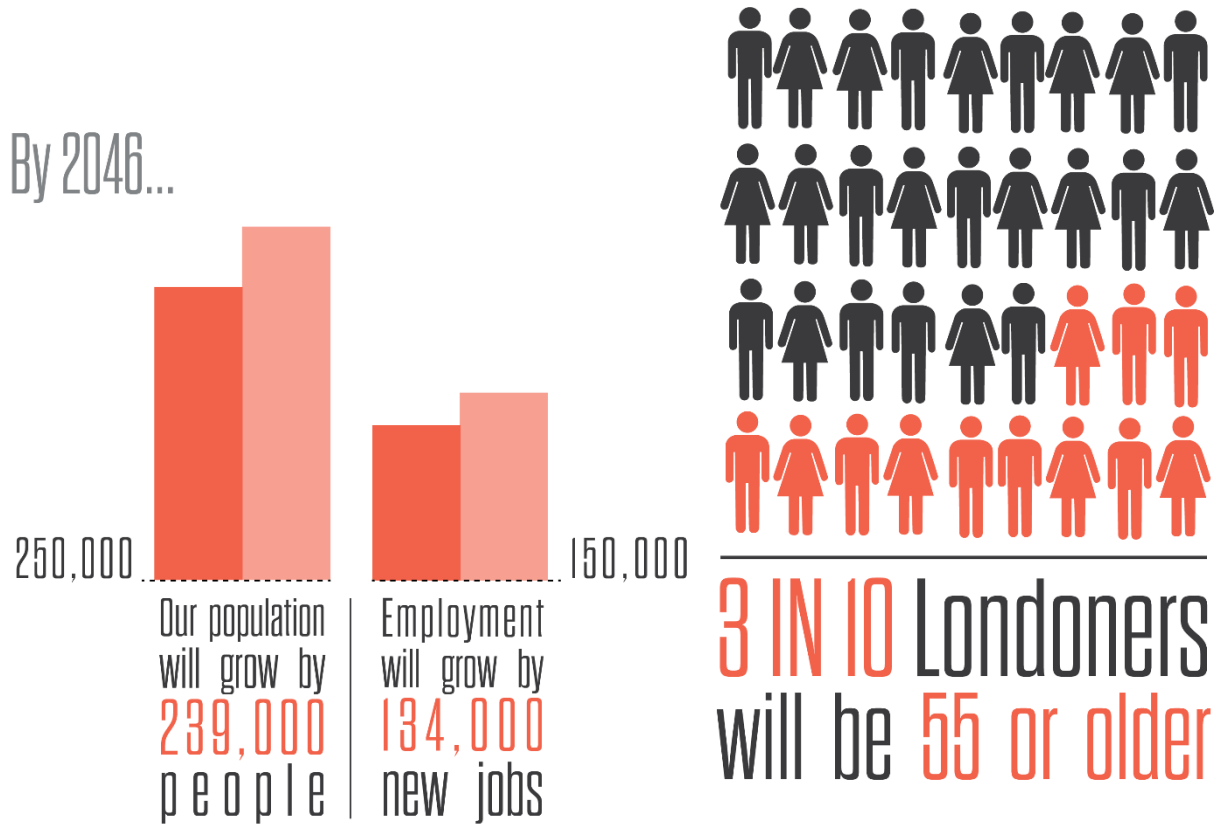 By 2046...
250,000
150,000
Our population
will grow by
239,000
people
Employment
will grow by
134,000
new jobs
3 IN 10 Londoners
will be 55 or older